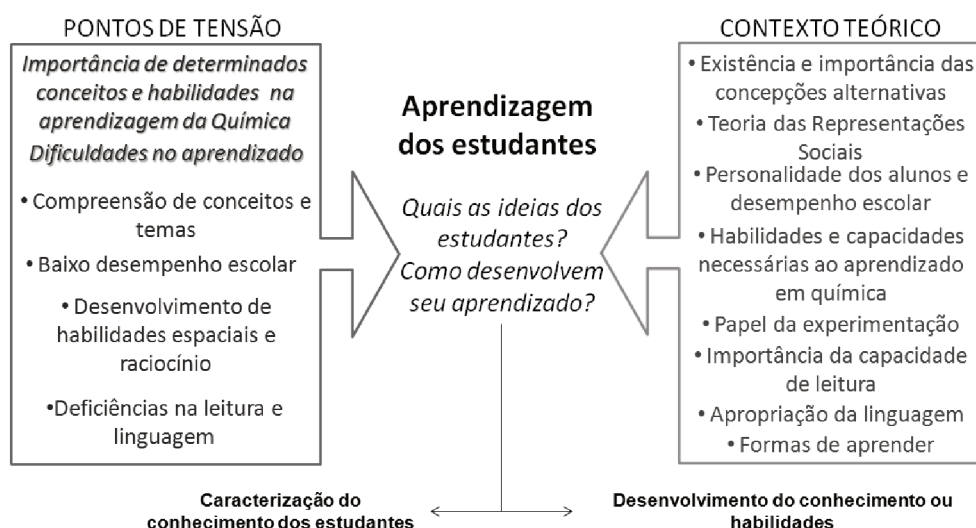 PONTOS DE TENSÃO
Importância de determinados
conceitos e habilidades na
aprendizagem da Química
Dificuldades no aprendizado
• Compreensão de conceitos e
temas
• Baixo desempenho escolar
• Desenvolvimento de
habilidades espaciais e
raciocínio
•Deficiências na leitura e
linguagem
Aprendizagem
dos estudantes
Quais as ideias dos
estudantes?
Como desenvolvem
seu aprendizado?
CONTEXTO TEÓRICO
• Existência e importância das
concepções alternativas
• Teoria das Representações
Sociais
• Personalidade dos alunos e
desempenho escolar
• Habilidades e capacidades
necessárias ao aprendizado
em química
• Papel da experimentação
• Importância da capacidade
de leitura
• Apropriação da linguagem
• Formas de aprender
Caracterização do
conhecimento dos estudantes
Desenvolvimento do conhecimento ou
habilidades